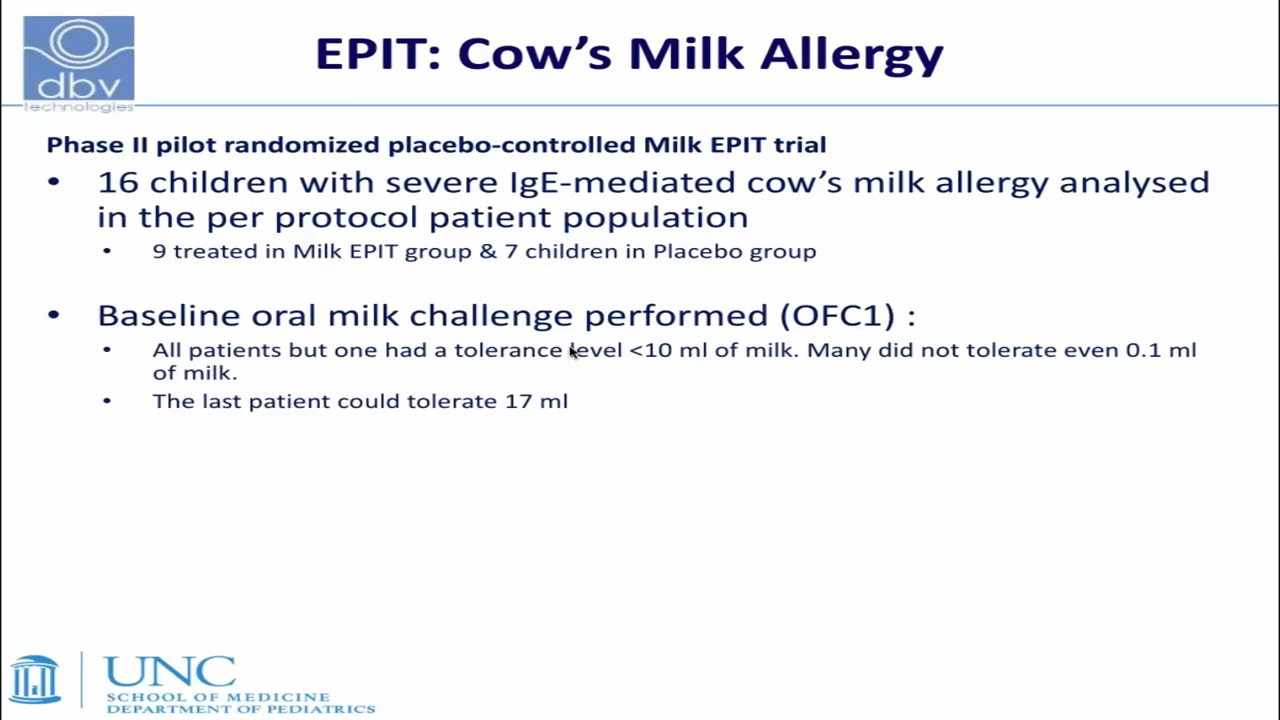 dbv
technologies
EPIT: Cow’s Milk Allergy
Phase II pilot randomized placebo-controlled Milk EPIT trial
• 16 children with severe IgE-mediated cow’s milk allergy analysed
in the per protocol patient population
• 9 treated in Milk EPIT group & 7 children in Placebo group
• Baseline oral milk challenge performed (OFC1) :
• All patients but one had a tolerance level <10 ml of milk. Many did not tolerate even 0.1 ml
of milk.
• The last patient could tolerate 17 ml
UNC
SCHOOL OF MEDICINE
DEPARTMENT OF PEDIATRICS